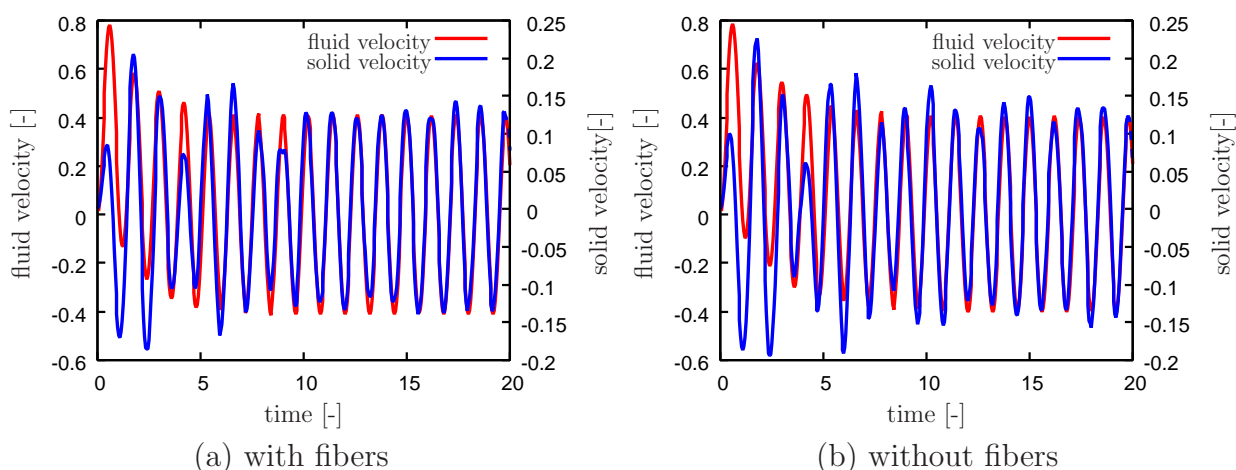 fluid velocity
solid velocity
0.8
0.6
0.4
0.2
0
-0.2
-0.4
-0.6
fluid velocity [-]
0.25
0.2
0.15
0.1
0.05
0
-0.05
-0.1
-0.15
-0.2
solid velocity[-]
0 5 10 15 20
time [-]
(a) with fibers
fluid velocity
solid velocity
0.8
0.6
0.4
0.2
0
-0.2
-0.4
-0.6
fluid velocity [-]
0.25
0.2
0.15
0.1
0.05
0
-0.05
-0.1
-0.15
-0.2
solid velocity[-]
0 5 10 15 20
time [-]
(b) without fibers